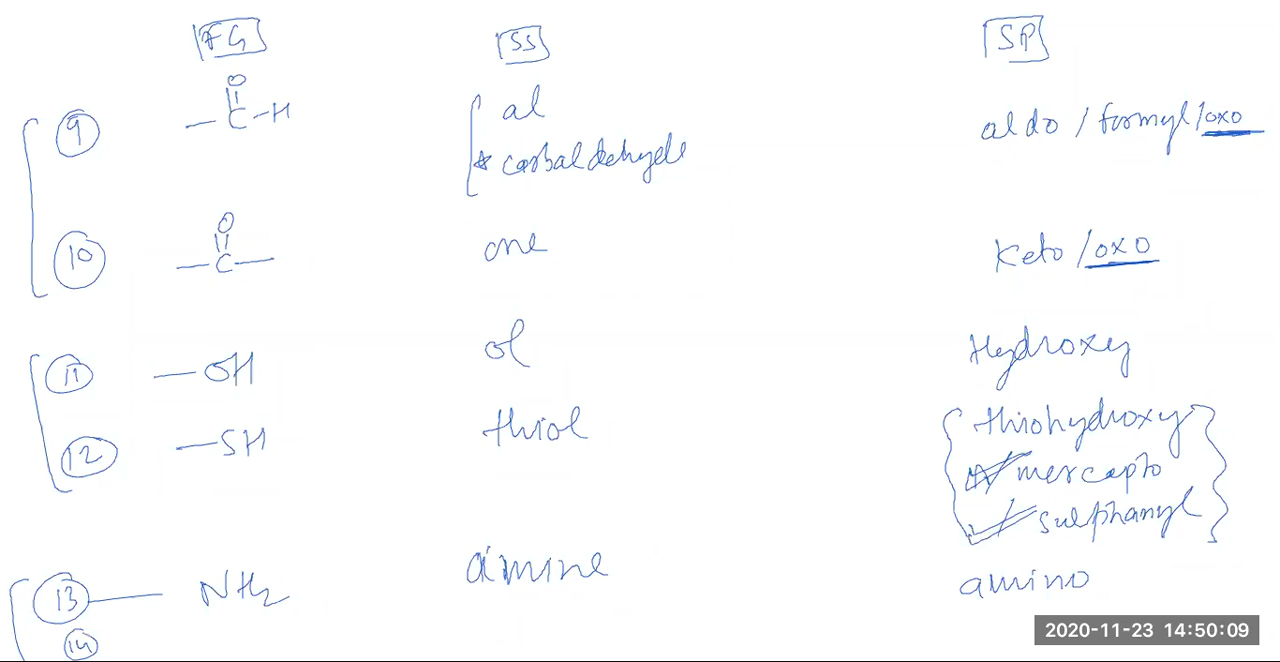 FG SS SP
9 -C(=O)-H al aldo / formyl / oxo
* carbaldehyde
10 -C(=O)- one Keto / oxo
11 -OH ol Hydroxy
12 -SH thiol thiohydroxy
mercapto
sulphanyl
13 NH2 amine amino
14
2020-11-23 14:50:09